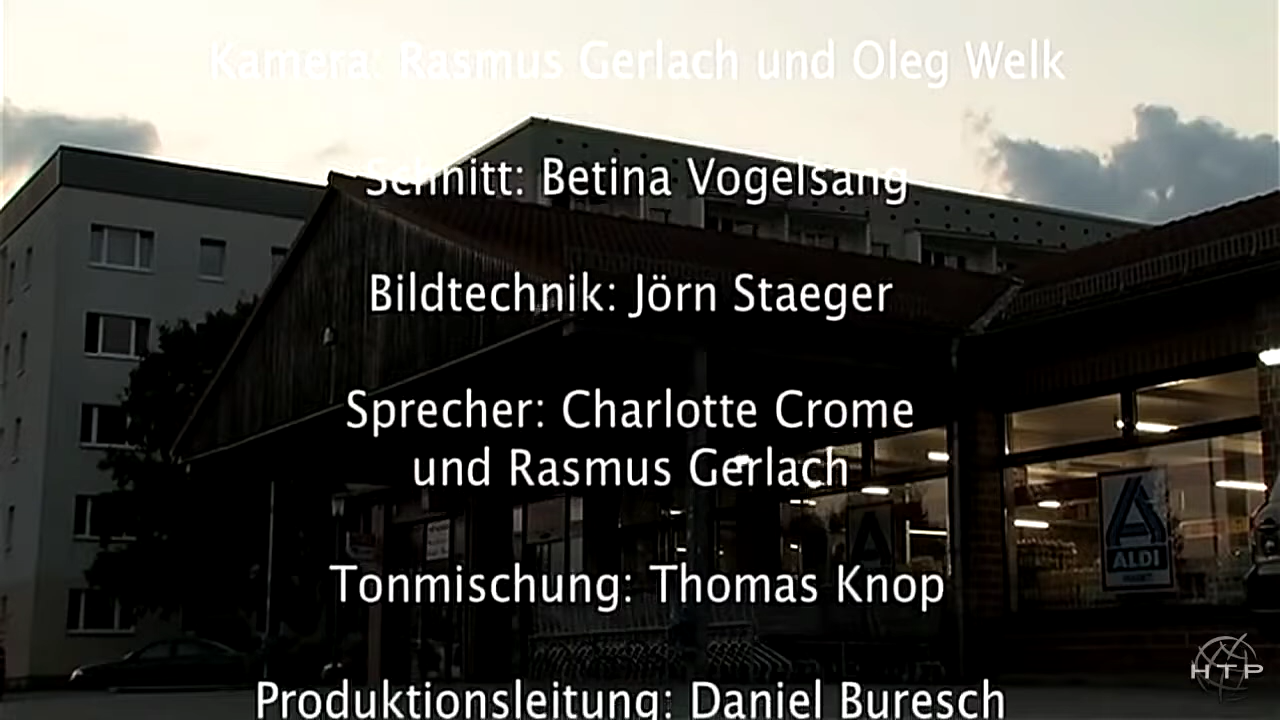 Kamera: Rasmus Gerlach und Oleg Welk
Schnitt: Betina Vogelsang
Bildtechnik: Jörn Staeger
Sprecher: Charlotte Crome
und Rasmus Gerlach
Tonmischung: Thomas Knop
Produktionsleitung: Daniel Buresch
ALDI
MARKT
HTP